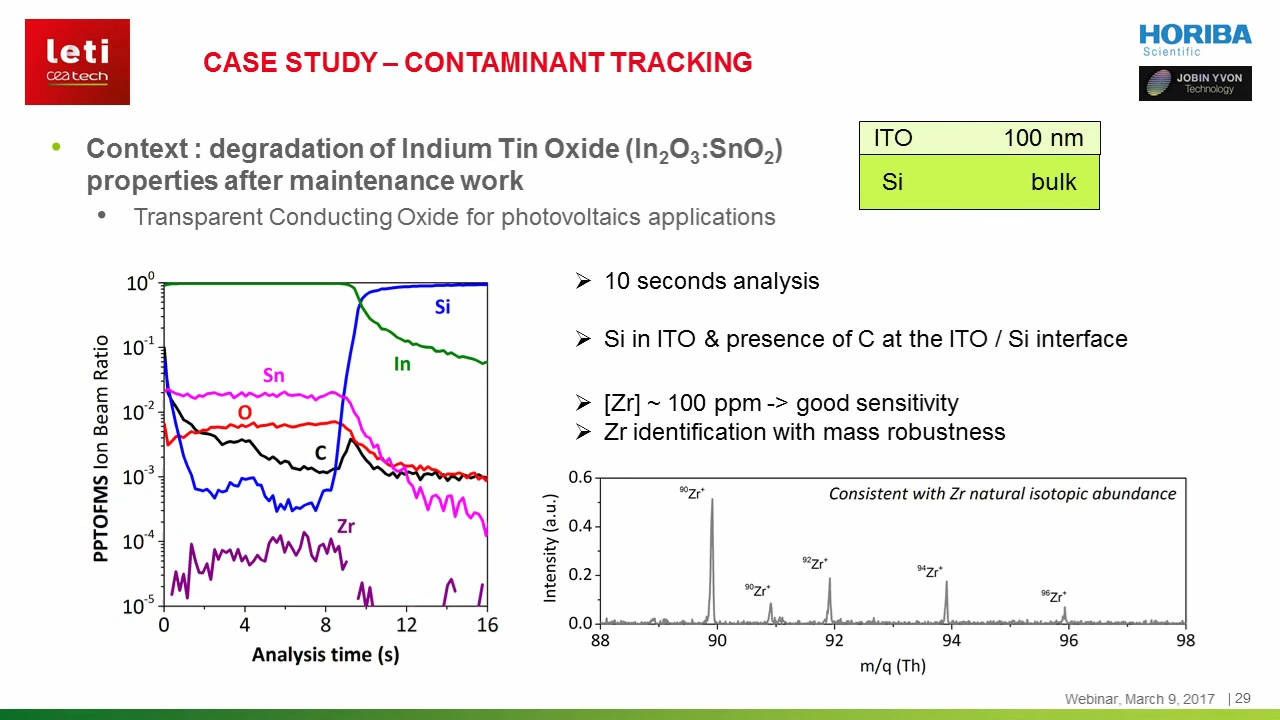 leti
ceatech
CASE STUDY – CONTAMINANT TRACKING
HORIBA
Scientific
JOBIN YVON
Technology
• Context : degradation of Indium Tin Oxide (In₂O₃:SnO₂)
properties after maintenance work
• Transparent Conducting Oxide for photovoltaics applications
ITO 100 nm
Si bulk
10⁰
10⁻¹
10⁻²
10⁻³
10⁻⁴
10⁻⁵
PPTOFMS Ion Beam Ratio
Si
In
Sn
O
C
Zr
0 4 8 12 16
Analysis time (s)
➢ 10 seconds analysis
➢ Si in ITO & presence of C at the ITO / Si interface
➢ [Zr] ~ 100 ppm -> good sensitivity
➢ Zr identification with mass robustness
0.6
0.4
0.2
0.0
Intensity (a.u.)
Consistent with Zr natural isotopic abundance
⁹⁰Zr⁺
⁹⁰Zr⁺
⁹²Zr⁺
⁹⁴Zr⁺
⁹⁶Zr⁺
88 90 92 94 96 98
m/q (Th)
Webinar, March 9, 2017 | 29